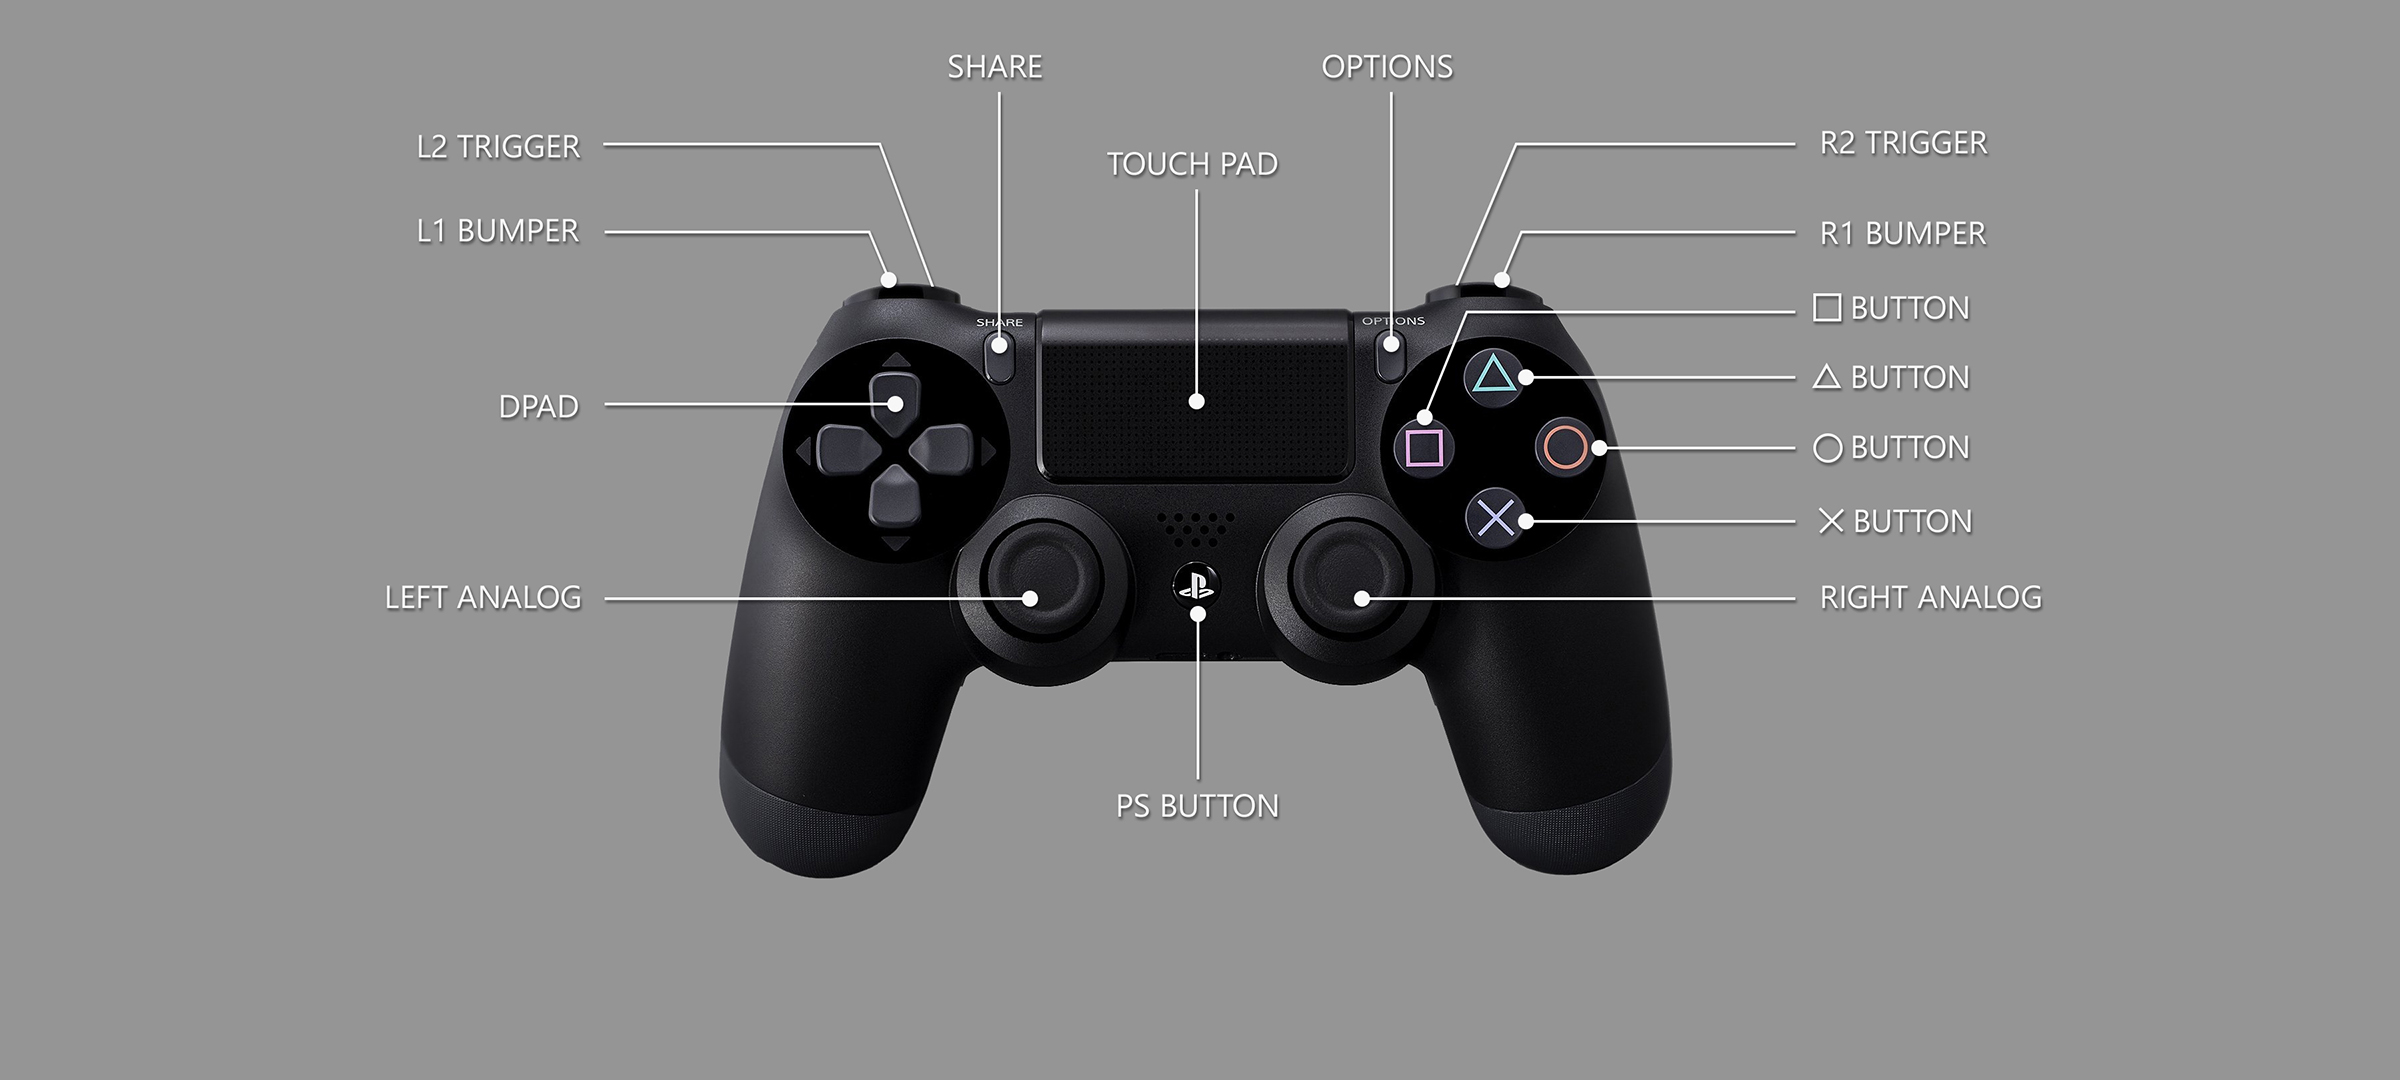 SHARE
OPTIONS
L2 TRIGGER
R2 TRIGGER
TOUCH PAD
L1 BUMPER
R1 BUMPER
□ BUTTON
SHARE
OPTIONS
△ BUTTON
DPAD
○ BUTTON
✕ BUTTON
LEFT ANALOG
RIGHT ANALOG
PS BUTTON